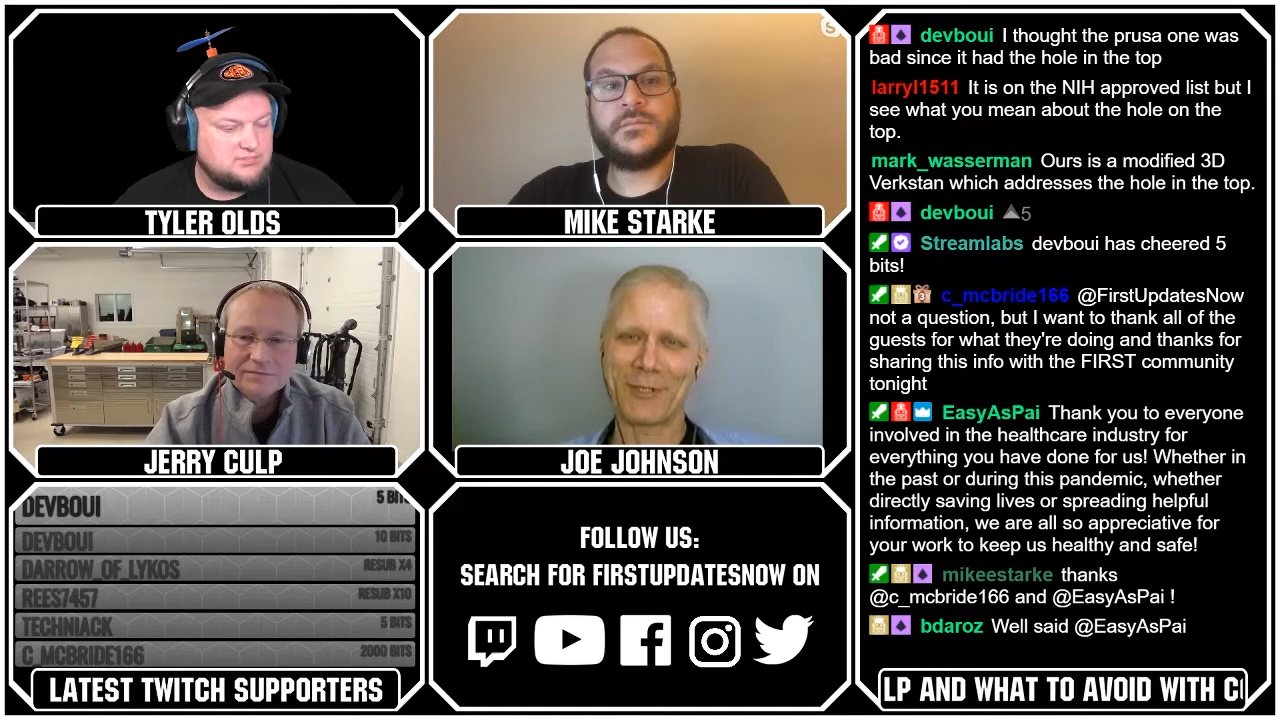 TYLER OLDS
MIKE STARKE
JERRY CULP
JOE JOHNSON
DEVBOUI 5 BITS
DEVBOUI 10 BITS
DARROW_OF_LYKOS RESUB X4
REES7457 RESUB X10
TECHNIACK 5 BITS
C_MCBRIDE166 2000 BITS
LATEST TWITCH SUPPORTERS
FOLLOW US:
SEARCH FOR FIRSTUPDATESNOW ON
devboui I thought the prusa one was
bad since it had the hole in the top
larryl1511 It is on the NIH approved list but I
see what you mean about the hole on the
top.
mark_wasserman Ours is a modified 3D
Verkstan which addresses the hole in the top.
devboui 5
Streamlabs devboui has cheered 5
bits!
c_mcbride166 @FirstUpdatesNow
not a question, but I want to thank all of the
guests for what they're doing and thanks for
sharing this info with the FIRST community
tonight
EasyAsPai Thank you to everyone
involved in the healthcare industry for
everything you have done for us! Whether in
the past or during this pandemic, whether
directly saving lives or spreading helpful
information, we are all so appreciative for
your work to keep us healthy and safe!
mikeestarke thanks
@c_mcbride166 and @EasyAsPai !
bdaroz Well said @EasyAsPai
LP AND WHAT TO AVOID WITH